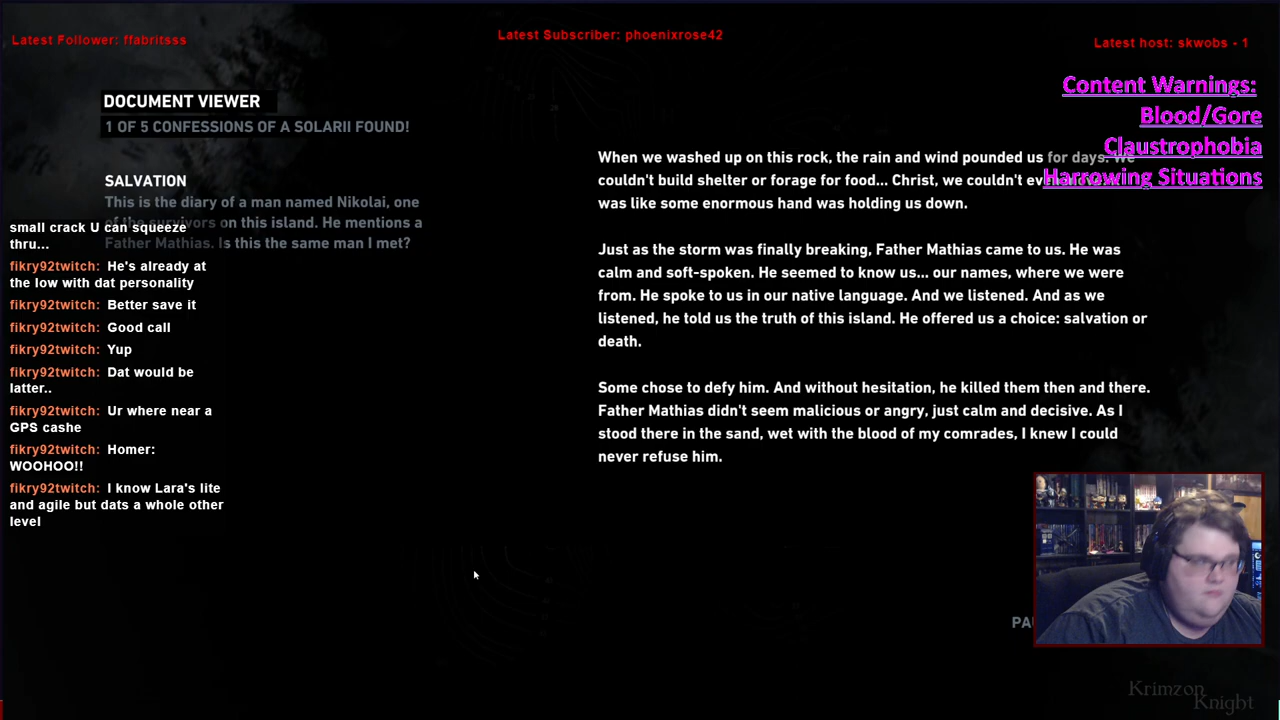 Latest Follower: ffabritsss
Latest Subscriber: phoenixrose42
Latest host: skwobs - 1
Content Warnings:
Blood/Gore
Claustrophobia
Harrowing Situations
DOCUMENT VIEWER
1 OF 5 CONFESSIONS OF A SOLARII FOUND!
SALVATION
This is the diary of a man named Nikolai, one
of the survivors on this island. He mentions a
Father Mathias. Is this the same man I met?
small crack U can squeeze
thru...
fikry92twitch: He's already at
the low with dat personality
fikry92twitch: Better save it
fikry92twitch: Good call
fikry92twitch: Yup
fikry92twitch: Dat would be
latter..
fikry92twitch: Ur where near a
GPS cashe
fikry92twitch: Homer:
WOOHOO!!
fikry92twitch: I know Lara's lite
and agile but dats a whole other
level
When we washed up on this rock, the rain and wind pounded us for days. We
couldn't build shelter or forage for food... Christ, we couldn't
was like some enormous hand was holding us down.
Just as the storm was finally breaking, Father Mathias came to us. He was
calm and soft-spoken. He seemed to know us... our names, where we were
from. He spoke to us in our native language. And we listened. And as we
listened, he told us the truth of this island. He offered us a choice: salvation or
death.
Some chose to defy him. And without hesitation, he killed them then and there.
Father Mathias didn't seem malicious or angry, just calm and decisive. As I
stood there in the sand, wet with the blood of my comrades, I knew I could
never refuse him.
Krimzon
Knight